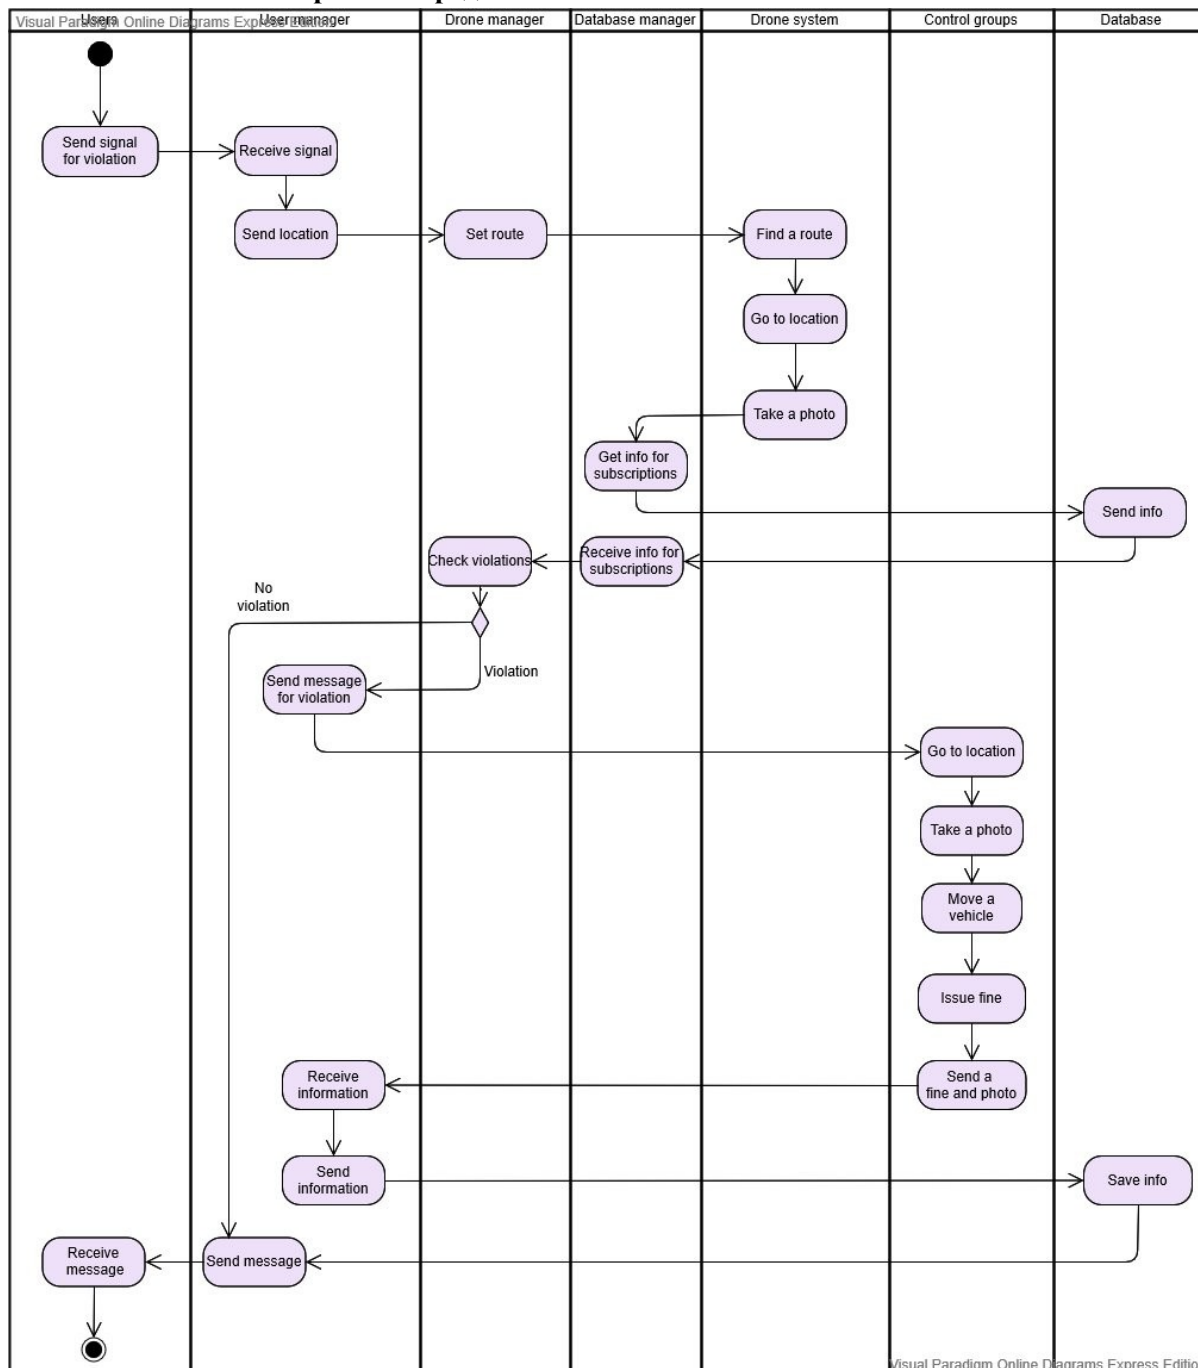 Visual Paradigm Online Diagrams Express Edition
Users
User manager
Drone manager
Database manager
Drone system
Control groups
Database
Send signal
for violation
Receive signal
Send location
Set route
Find a route
Go to location
Take a photo
Get info for
subscriptions
Send info
Check violations
Receive info for
subscriptions
No
violation
Violation
Send message
for violation
Go to location
Take a photo
Move a
vehicle
Issue fine
Receive
information
Send a
fine and photo
Send
information
Save info
Receive
message
Send message
Visual Paradigm Online Diagrams Express Editio